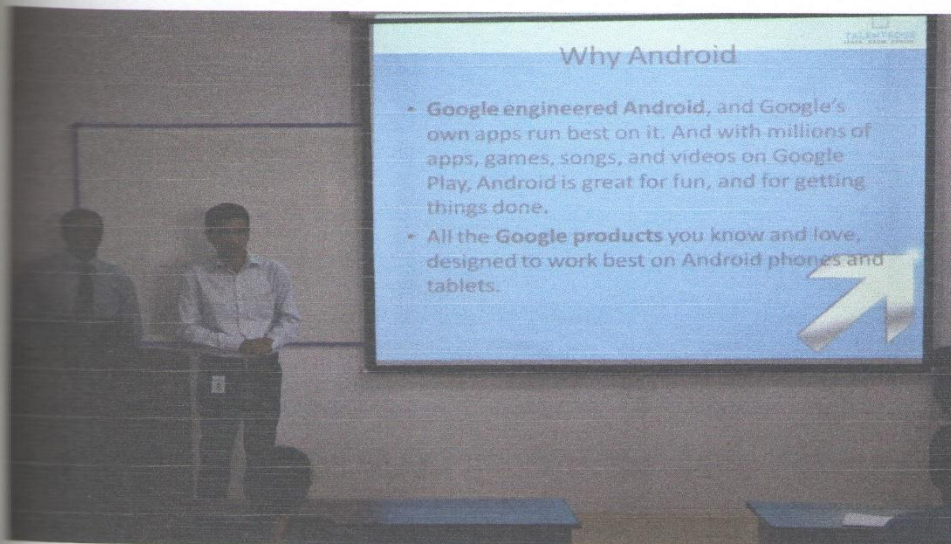 TALENTEDGE
Why Android
• Google engineered Android, and Google's
own apps run best on it. And with millions of
apps, games, songs, and videos on Google
Play, Android is great for fun, and for getting
things done.
• All the Google products you know and love,
designed to work best on Android phones and
tablets.